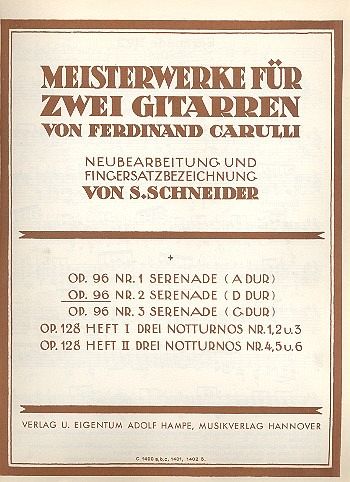 MEISTERWERKE FÜR
ZWEI GITARREN
VON FERDINAND CARULLI
NEUBEARBEITUNG UND
FINGERSATZBEZEICHNUNG
VON S. SCHNEIDER
+
OP. 96 NR. 1 SERENADE (A DUR)
OP. 96 NR. 2 SERENADE (D DUR)
OP. 96 NR. 3 SERENADE (G DUR)
OP. 128 HEFT I DREI NOTTURNOS NR. 1, 2 U. 3
OP. 128 HEFT II DREI NOTTURNOS NR. 4, 5 U. 6
VERLAG U. EIGENTUM ADOLF HAMPE, MUSIKVERLAG HANNOVER